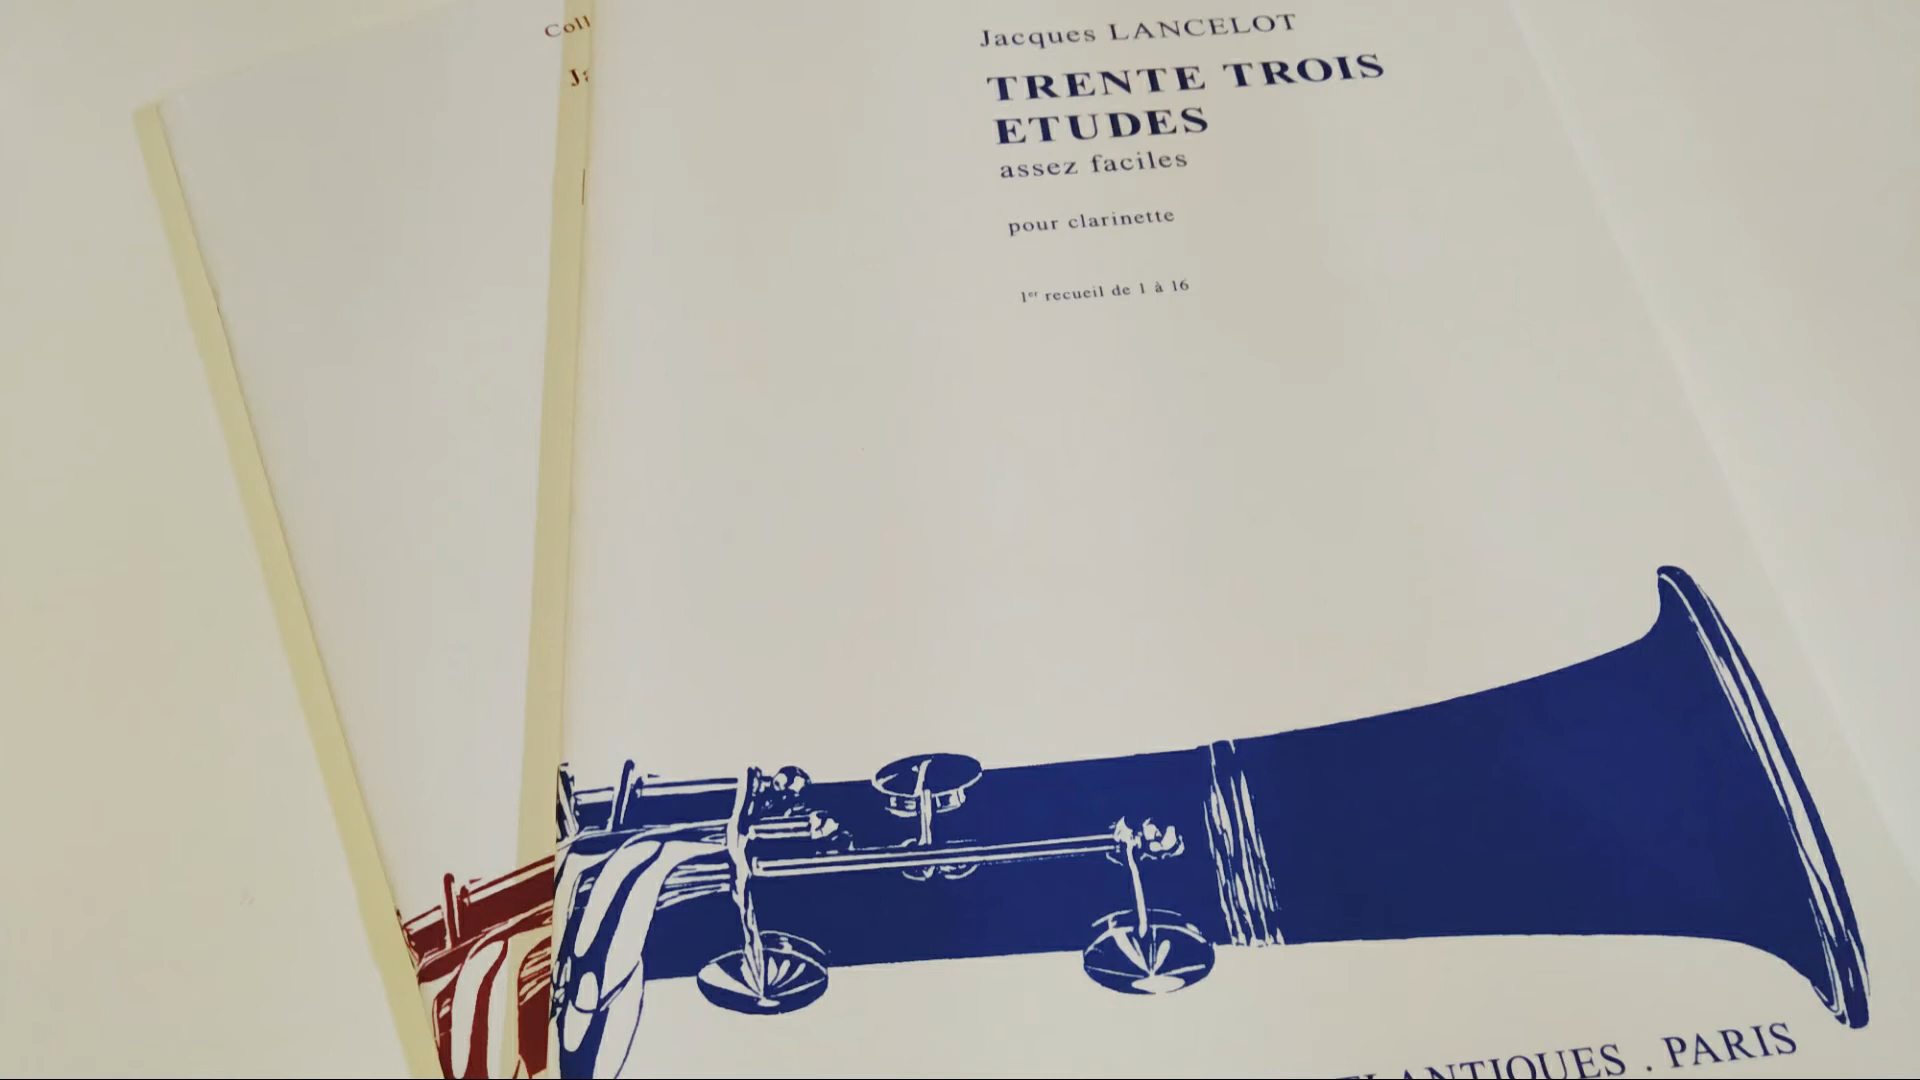 Jacques LANCELOT
TRENTE TROIS
ETUDES
assez faciles
pour clarinette
1er recueil de 1 à 16
PARIS